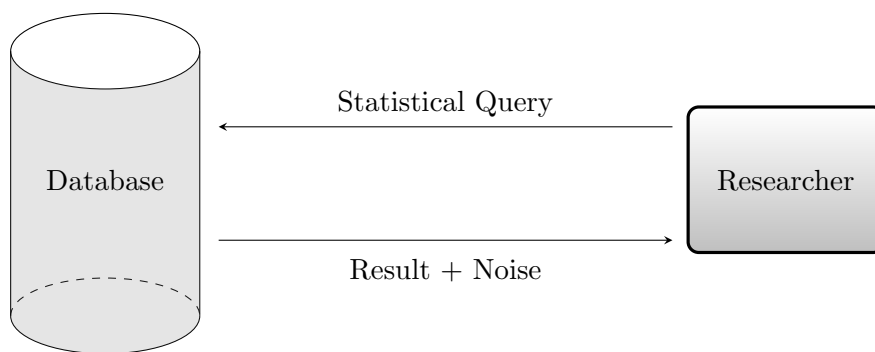 Statistical Query
Database
Researcher
Result + Noise